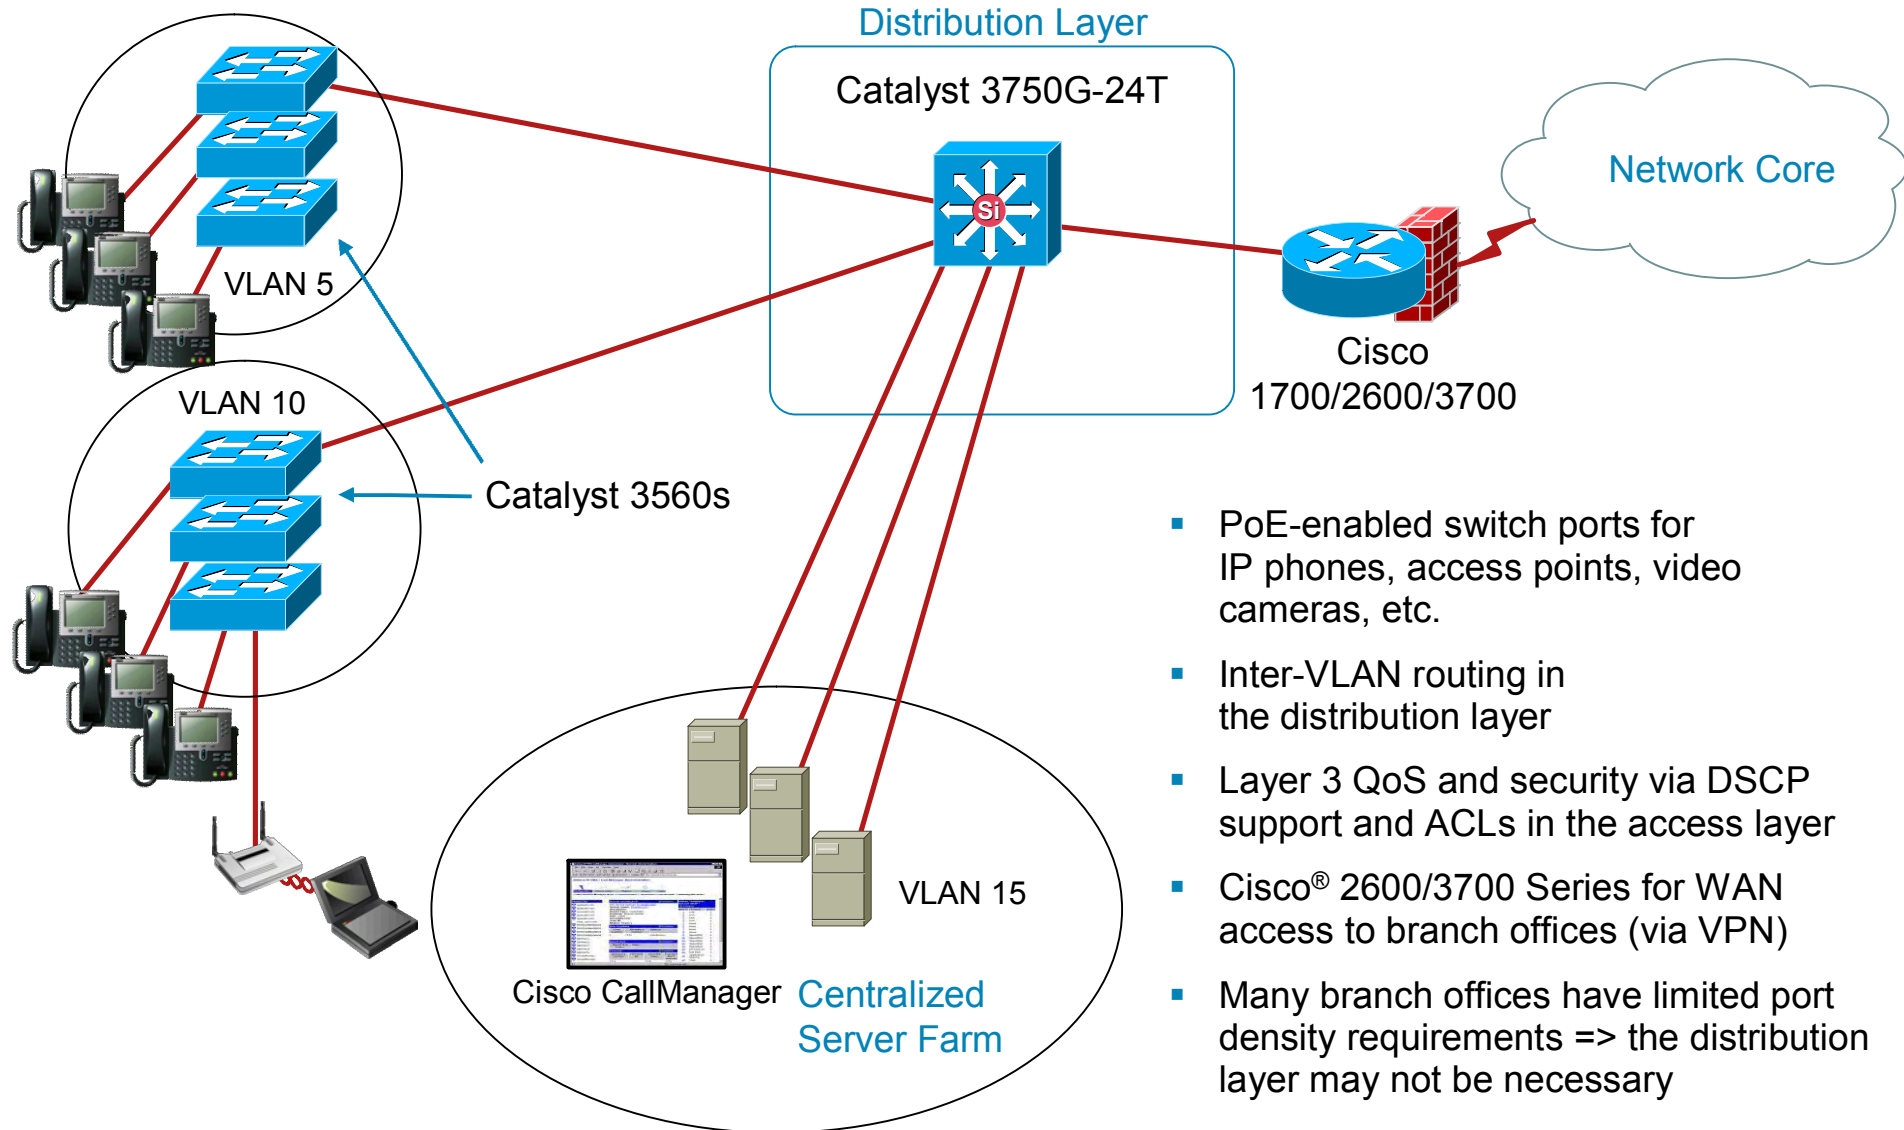 Distribution Layer
Catalyst 3750G-24T
Si
Network Core
VLAN 5
Cisco
1700/2600/3700
VLAN 10
Catalyst 3560s
▪ PoE-enabled switch ports for
IP phones, access points, video
cameras, etc.
▪ Inter-VLAN routing in
the distribution layer
▪ Layer 3 QoS and security via DSCP
support and ACLs in the access layer
▪ Cisco® 2600/3700 Series for WAN
access to branch offices (via VPN)
▪ Many branch offices have limited port
density requirements => the distribution
layer may not be necessary
VLAN 15
Cisco CallManager
Centralized
Server Farm